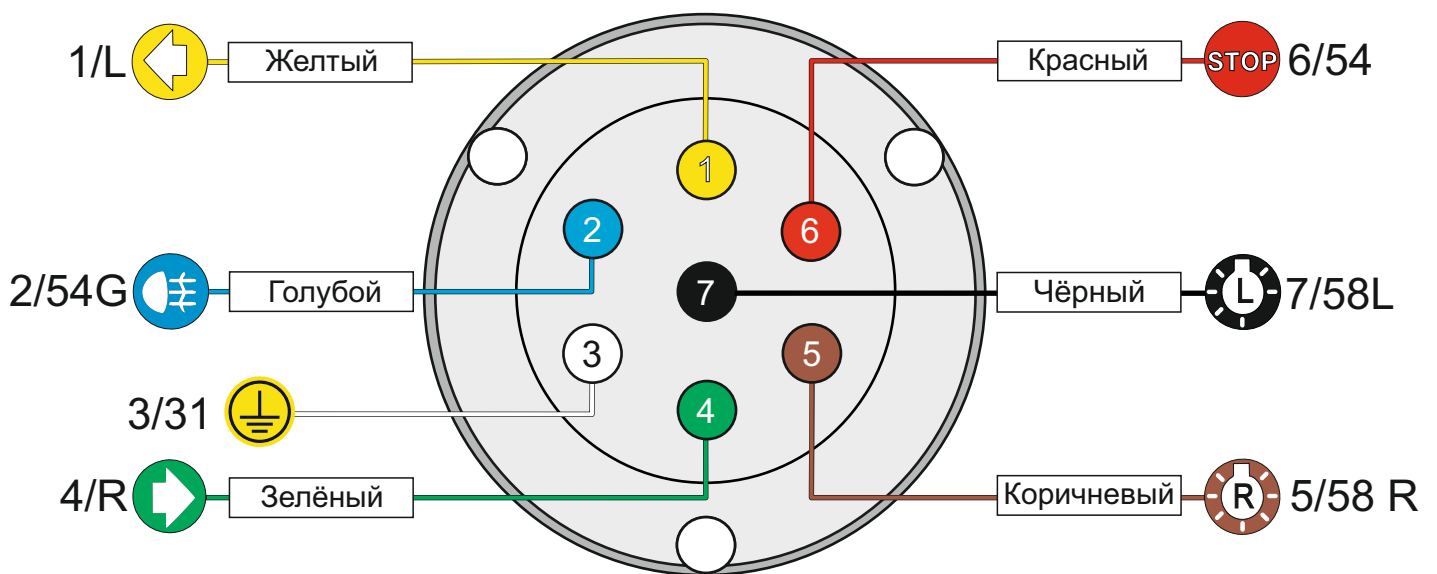 1/L Желтый
Красный STOP 6/54
1
2
6
2/54G Голубой
7
Чёрный L 7/58L
3
5
3/31
4
4/R Зелёный
Коричневый R 5/58 R